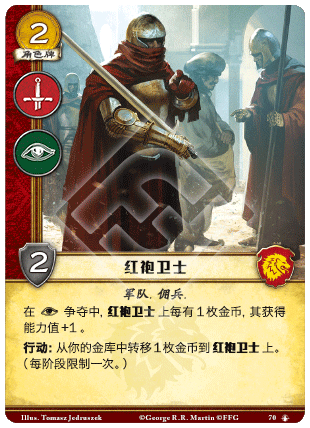 2
角色牌
2
红袍卫士
军队. 佣兵.
在 争夺中, 红袍卫士上每有1枚金币, 其获得
能力值+1。
行动: 从你的金库中转移1枚金币到红袍卫士上。
(每阶段限制一次。)
Illus. Tomasz Jedruszek ©George R.R. Martin ©FFG 70